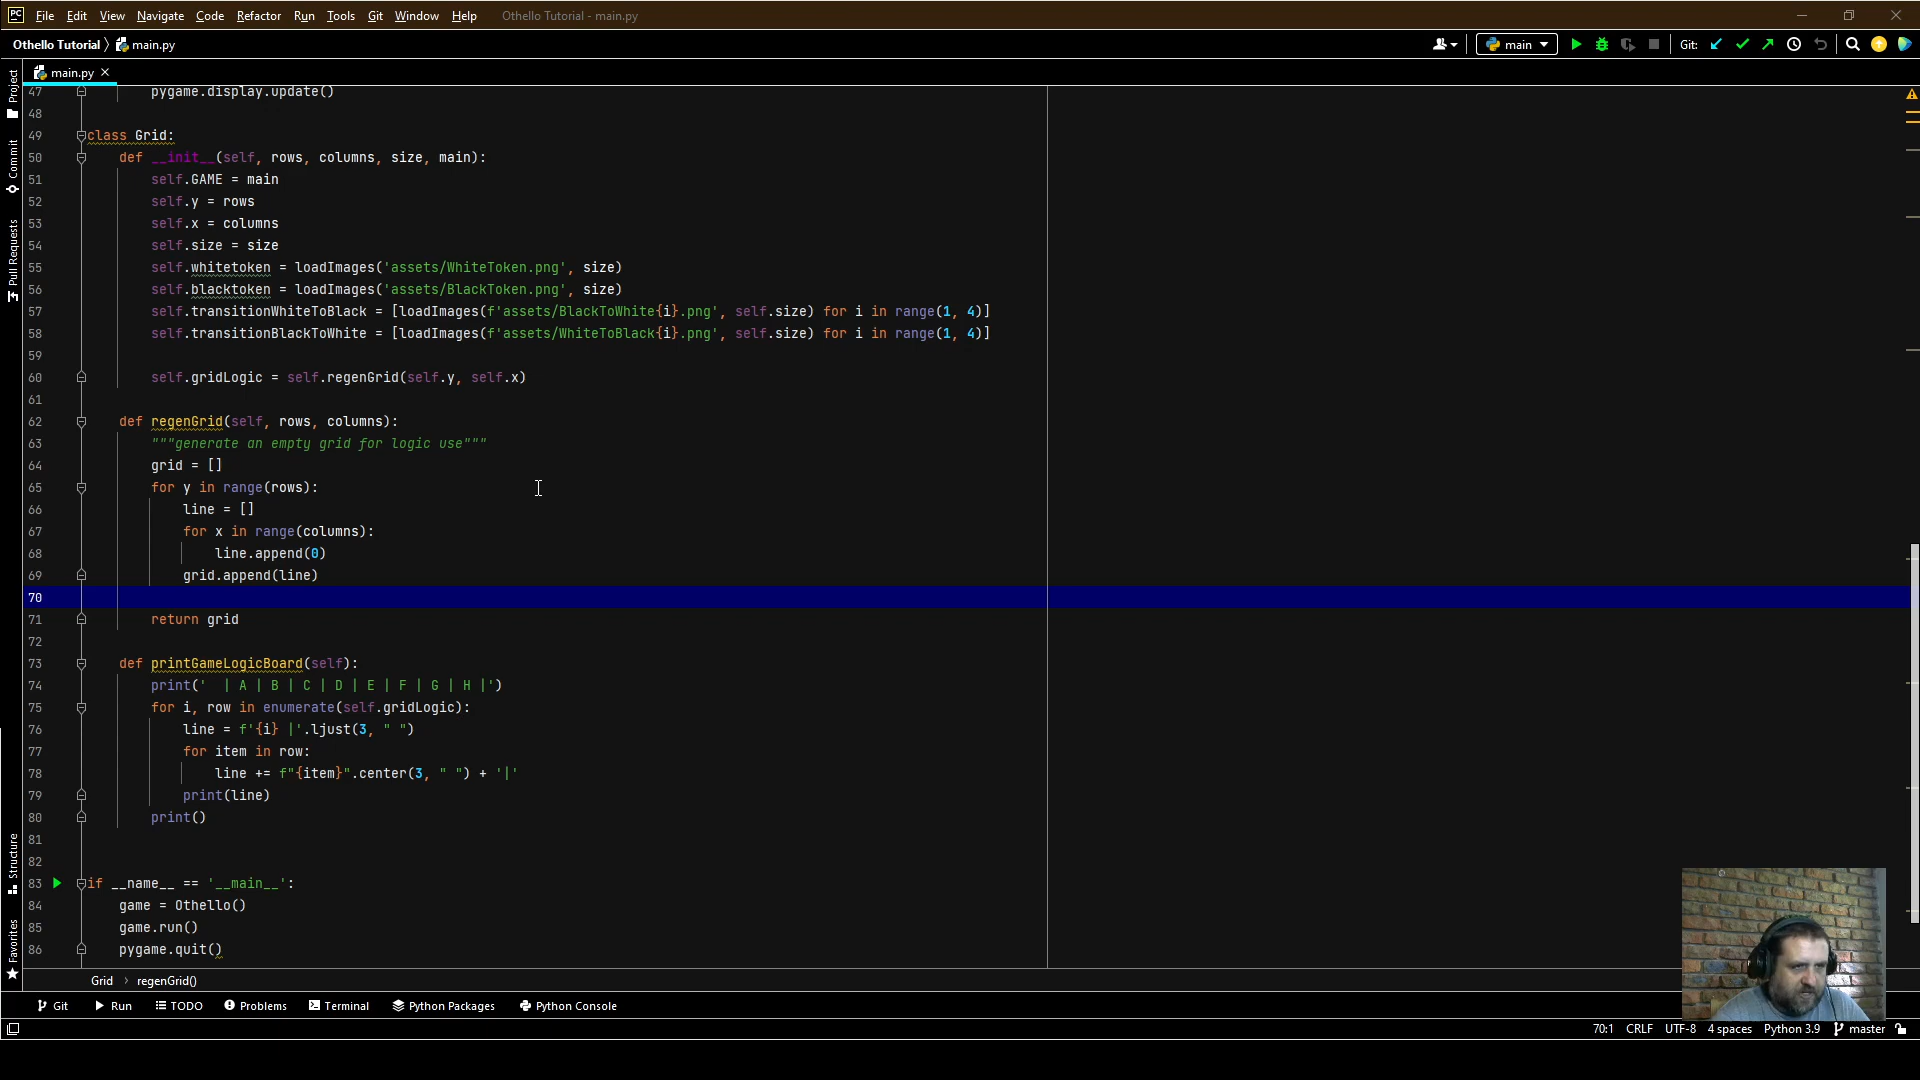 PC File Edit View Navigate Code Refactor Run Tools Git Window Help Othello Tutorial - main.py
Othello Tutorial main.py main Git:
main.py
Project
Commit
Pull Requests
Structure
Favorites
47 pygame.display.update()
48
49 class Grid:
50 def __init__(self, rows, columns, size, main):
51 self.GAME = main
52 self.y = rows
53 self.x = columns
54 self.size = size
55 self.whitetoken = loadImages('assets/WhiteToken.png', size)
56 self.blacktoken = loadImages('assets/BlackToken.png', size)
57 self.transitionWhiteToBlack = [loadImages(f'assets/BlackToWhite{i}.png', self.size) for i in range(1, 4)]
58 self.transitionBlackToWhite = [loadImages(f'assets/WhiteToBlack{i}.png', self.size) for i in range(1, 4)]
59
60 self.gridLogic = self.regenGrid(self.y, self.x)
61
62 def regenGrid(self, rows, columns):
63 """generate an empty grid for logic use"""
64 grid = []
65 for y in range(rows):
66 line = []
67 for x in range(columns):
68 line.append(0)
69 grid.append(line)
70
71 return grid
72
73 def printGameLogicBoard(self):
74 print('  | A | B | C | D | E | F | G | H |')
75 for i, row in enumerate(self.gridLogic):
76 line = f'{i} |'.ljust(3, " ")
77 for item in row:
78 line += f"{item}".center(3, " ") + '|'
79 print(line)
80 print()
81
82
83 if __name__ == '__main__':
84 game = Othello()
85 game.run()
86 pygame.quit()
Grid regenGrid()
Git Run TODO Problems Terminal Python Packages Python Console
70:1 CRLF UTF-8 4 spaces Python 3.9 master